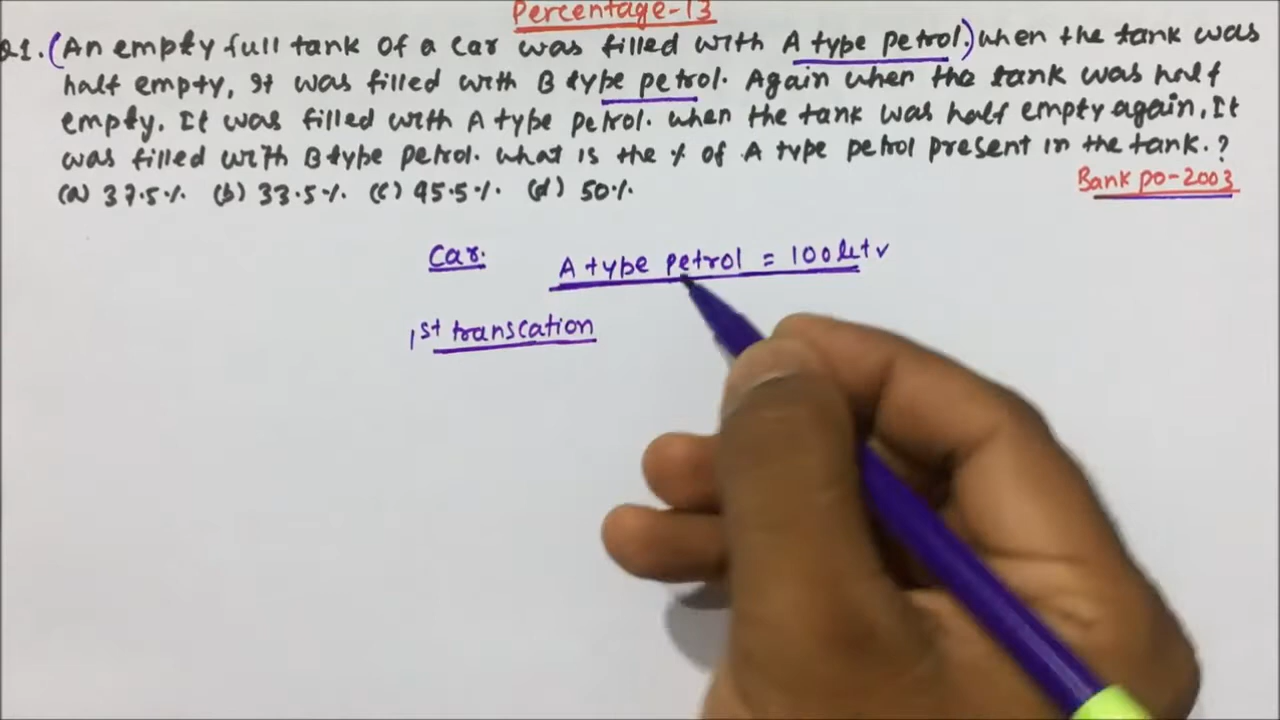 Percentage-13
Q1. (An empty full tank of a car was filled with A type petrol.) when the tank was
half empty, It was filled with B type petrol. Again when the tank was half
empty. It was filled with A type petrol. when the tank was half empty again, It
was filled with B type petrol. what is the % of A type petrol present in the tank.?
(a) 37.5%. (b) 33.5%. (c) 45.5%. (d) 50%.
Bank po-2003
Car.
A type petrol = 100 letr
1st transcation